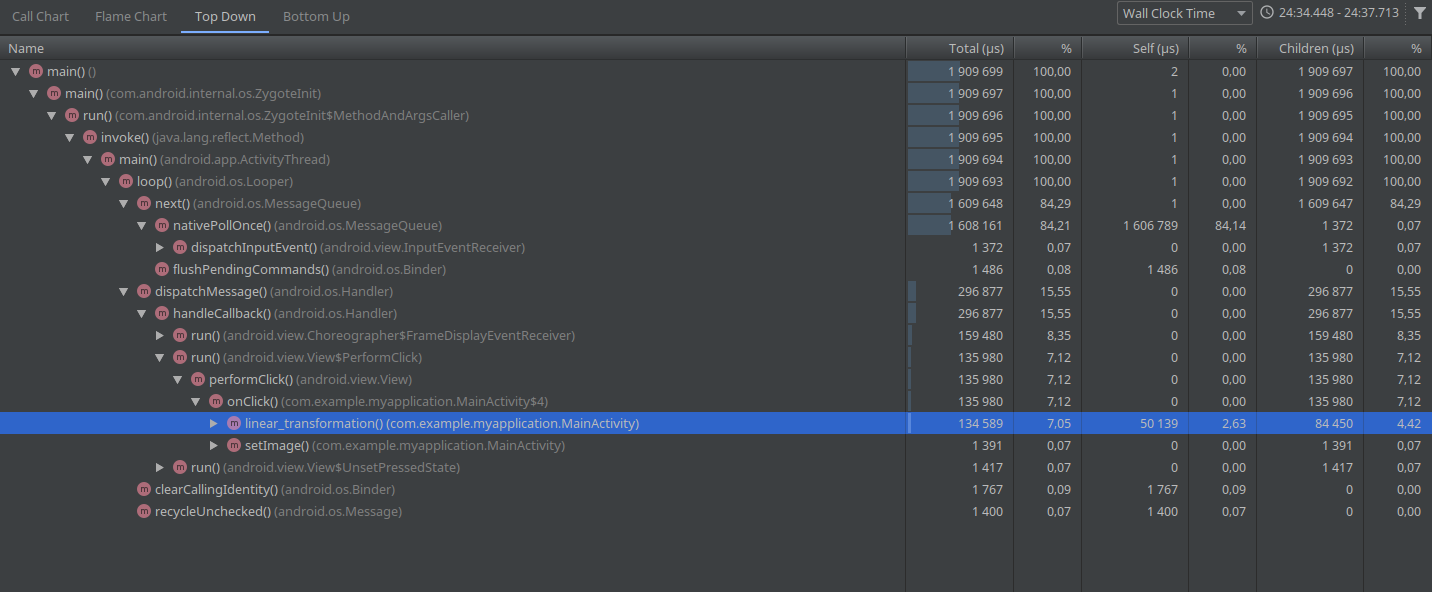 Call Chart Flame Chart Top Down Bottom Up Wall Clock Time 24:34.448 - 24:37.713
Name Total (μs) % Self (μs) % Children (μs) %
m main() () 1 909 699 100,00 2 0,00 1 909 697 100,00
m main() (com.android.internal.os.ZygoteInit) 1 909 697 100,00 1 0,00 1 909 696 100,00
m run() (com.android.internal.os.ZygoteInit$MethodAndArgsCaller) 1 909 696 100,00 1 0,00 1 909 695 100,00
m invoke() (java.lang.reflect.Method) 1 909 695 100,00 1 0,00 1 909 694 100,00
m main() (android.app.ActivityThread) 1 909 694 100,00 1 0,00 1 909 693 100,00
m loop() (android.os.Looper) 1 909 693 100,00 1 0,00 1 909 692 100,00
m next() (android.os.MessageQueue) 1 609 648 84,29 1 0,00 1 609 647 84,29
m nativePollOnce() (android.os.MessageQueue) 1 608 161 84,21 1 606 789 84,14 1 372 0,07
m dispatchInputEvent() (android.view.InputEventReceiver) 1 372 0,07 0 0,00 1 372 0,07
m flushPendingCommands() (android.os.Binder) 1 486 0,08 1 486 0,08 0 0,00
m dispatchMessage() (android.os.Handler) 296 877 15,55 0 0,00 296 877 15,55
m handleCallback() (android.os.Handler) 296 877 15,55 0 0,00 296 877 15,55
m run() (android.view.Choreographer$FrameDisplayEventReceiver) 159 480 8,35 0 0,00 159 480 8,35
m run() (android.view.View$PerformClick) 135 980 7,12 0 0,00 135 980 7,12
m performClick() (android.view.View) 135 980 7,12 0 0,00 135 980 7,12
m onClick() (com.example.myapplication.MainActivity$4) 135 980 7,12 0 0,00 135 980 7,12
m linear_transformation() (com.example.myapplication.MainActivity) 134 589 7,05 50 139 2,63 84 450 4,42
m setImage() (com.example.myapplication.MainActivity) 1 391 0,07 0 0,00 1 391 0,07
m run() (android.view.View$UnsetPressedState) 1 417 0,07 0 0,00 1 417 0,07
m clearCallingIdentity() (android.os.Binder) 1 767 0,09 1 767 0,09 0 0,00
m recycleUnchecked() (android.os.Message) 1 400 0,07 1 400 0,07 0 0,00